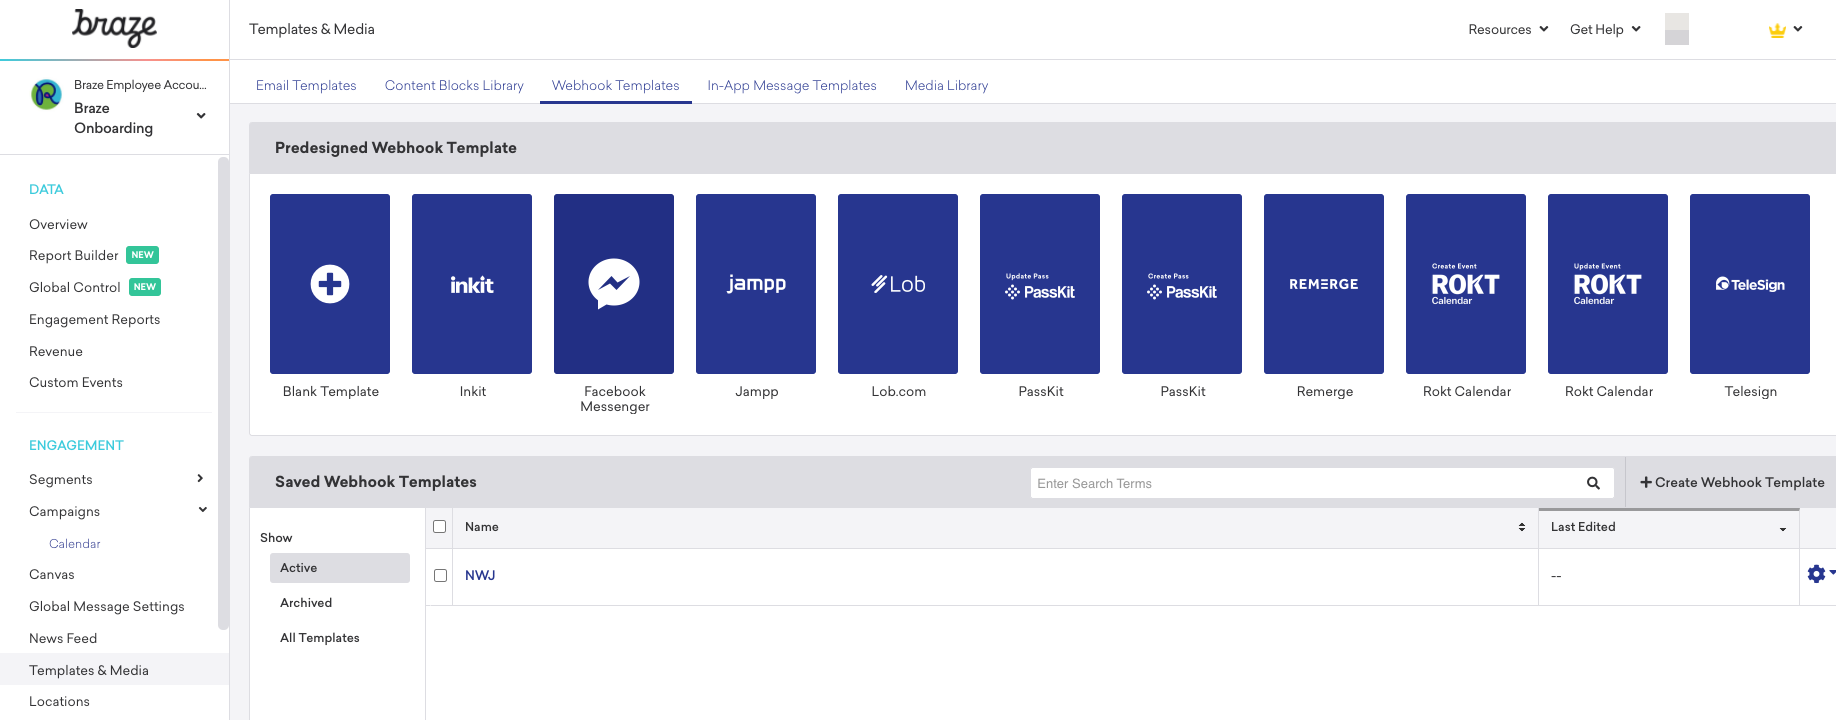 braze
Templates & Media
Resources
Get Help
Braze Employee Accou...
Braze
Onboarding
Email Templates
Content Blocks Library
Webhook Templates
In-App Message Templates
Media Library
DATA
Overview
Report Builder NEW
Global Control NEW
Engagement Reports
Revenue
Custom Events
ENGAGEMENT
Segments
Campaigns
Calendar
Canvas
Global Message Settings
News Feed
Templates & Media
Locations
Predesigned Webhook Template
Blank Template
inkit
Inkit
Facebook
Messenger
jampp
Jampp
Lob
Lob.com
Update Pass
PassKit
PassKit
Create Pass
PassKit
PassKit
REMERGE
Remerge
Create Event
ROKT
Calendar
Rokt Calendar
Update Event
ROKT
Calendar
Rokt Calendar
TeleSign
Telesign
Saved Webhook Templates
Enter Search Terms
Create Webhook Template
Show
Active
Archived
All Templates
Name
Last Edited
NWJ
--